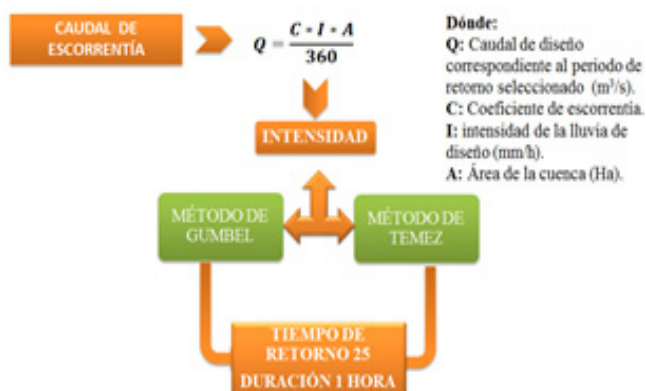 CAUDAL DE
ESCORRENTÍA
Q = C * I * A / 360
Dónde:
Q: Caudal de diseño
correspondiente al periodo de
retorno seleccionado (m³/s).
C: Coeficiente de escorrentía.
I: intensidad de la lluvia de
diseño (mm/h).
A: Área de la cuenca (Ha).
INTENSIDAD
MÉTODO DE
GUMBEL
MÉTODO DE
TEMEZ
TIEMPO DE
RETORNO 25
DURACIÓN 1 HORA